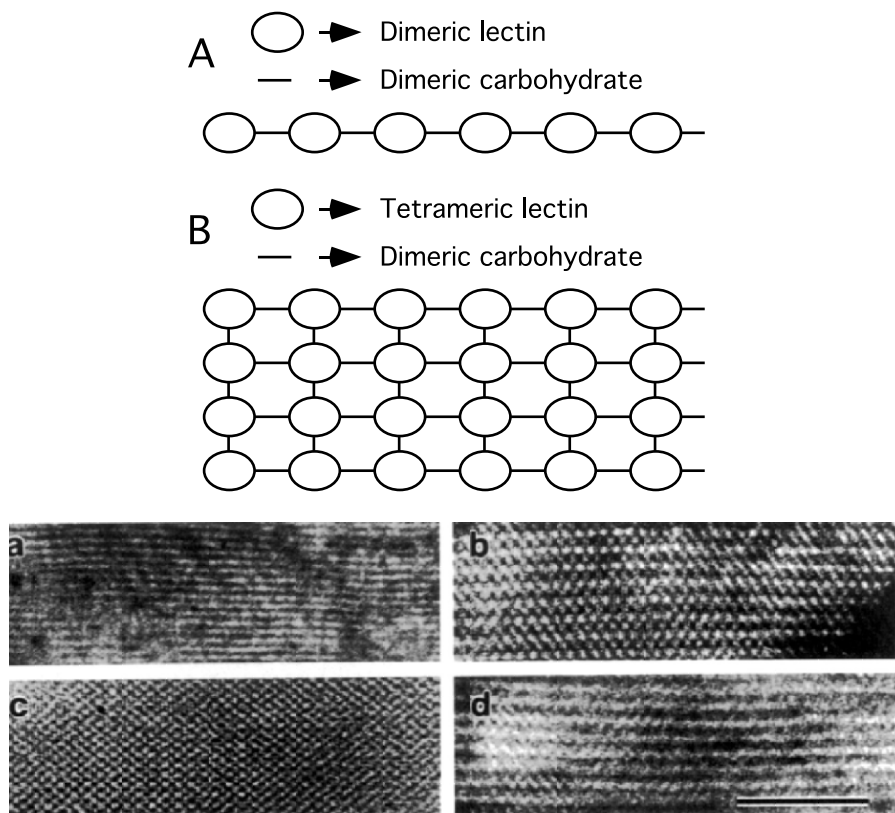 A
Dimeric lectin
Dimeric carbohydrate
B
Tetrameric lectin
Dimeric carbohydrate
a
b
c
d